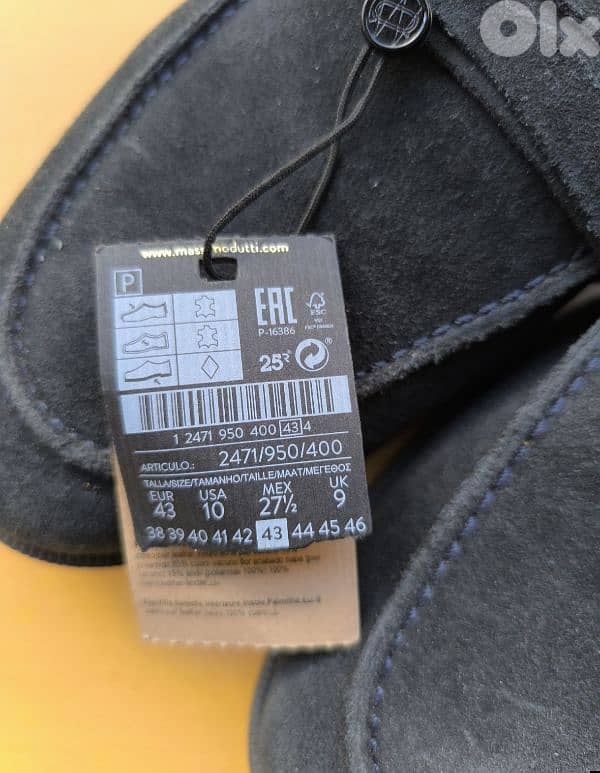 Olx
www.massimodutti.com
P
EAC
P-16386
FSC
25R
®
1 2471 950 400 43 4
ARTICULO.: 2471/950/400
TALLA/SIZE/TAMANHO/TAILLE/MAAT/ΜΕΓΕΘΟΣ
EUR USA MEX UK
43 10 27½ 9
38 39 40 41 42 43 44 45 46